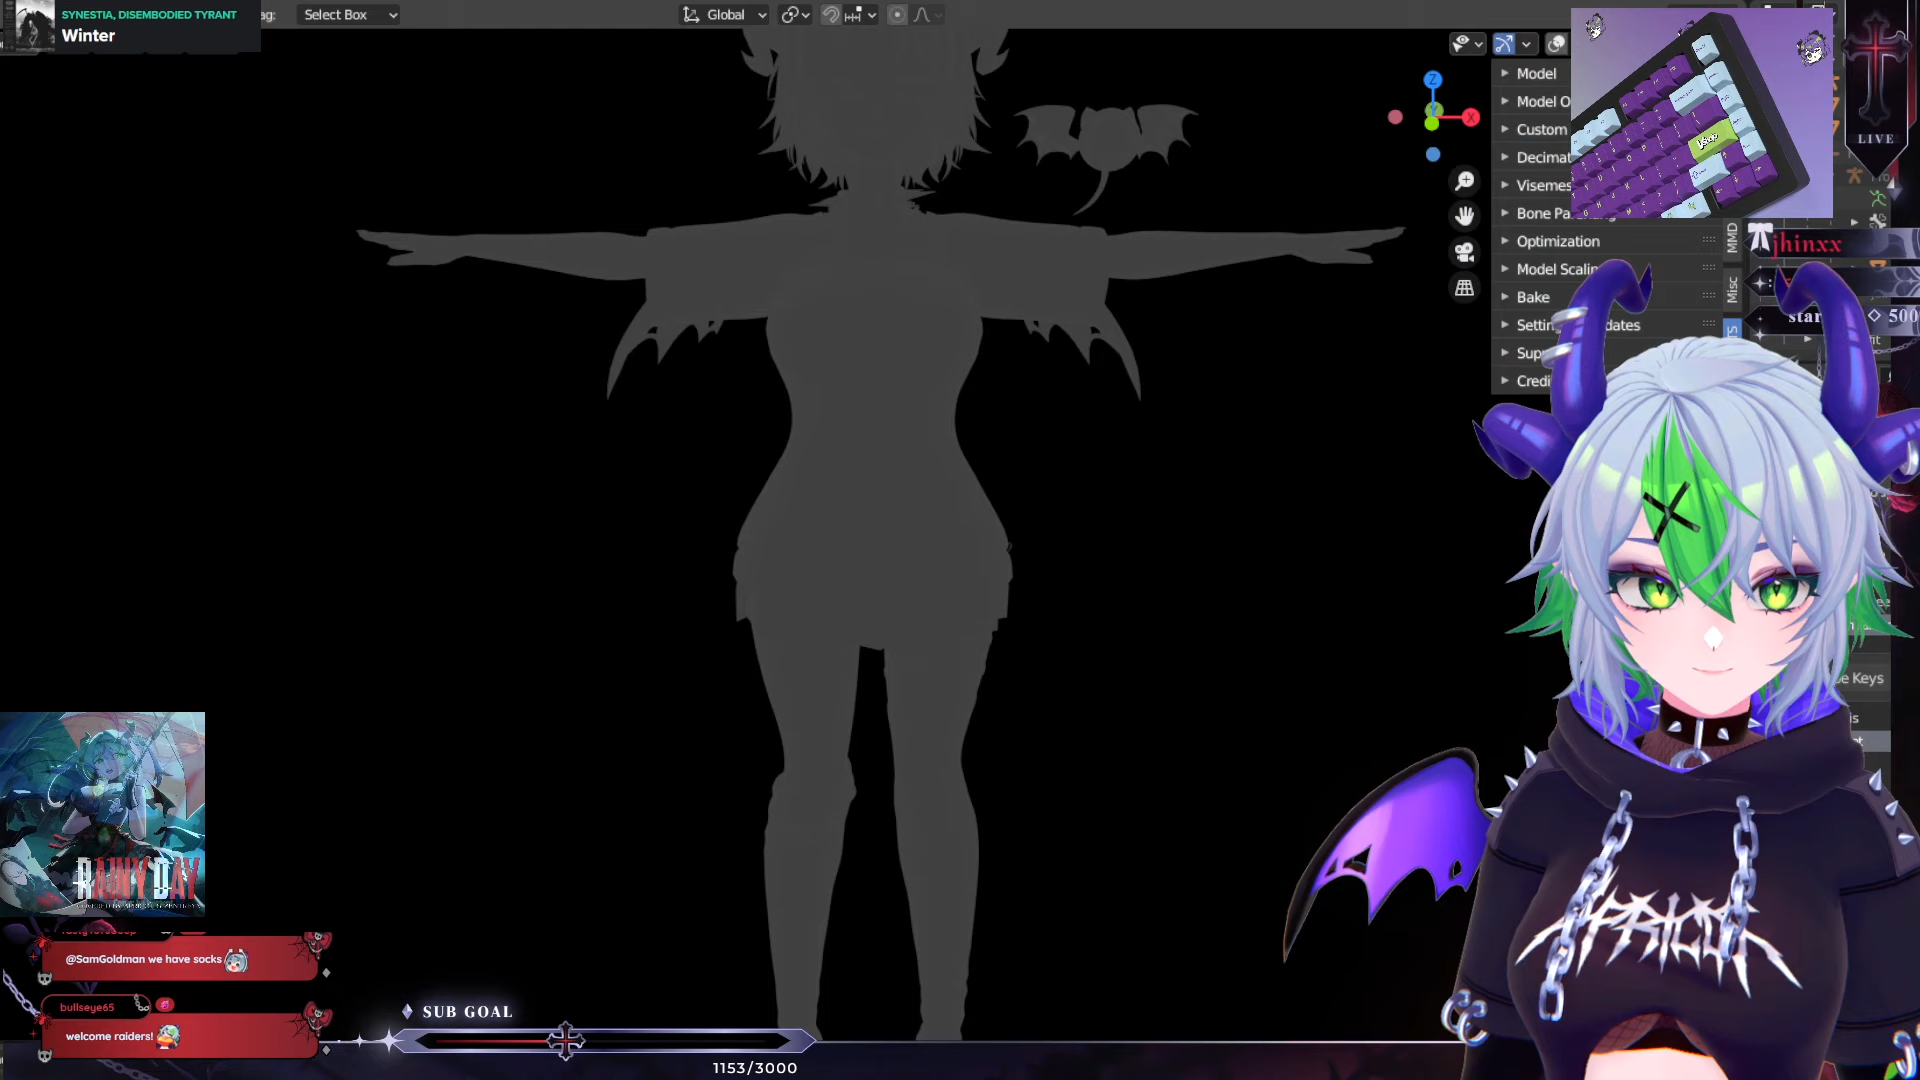 SYNESTIA, DISEMBODIED TYRANT
Winter
ag:
Select Box
Global
Model
Model O
Custom
Decimat
Visemes
Bone Pa
Optimization
Model Scalin
Bake
Settin
dates
Sup
Credi
MMD
Misc
Z
X
LIVE
jhinxx
star
500
e Keys
RAINY DAY
@SamGoldman we have socks
bullseye65
welcome raiders!
SUB GOAL
1153/3000
APRICOT